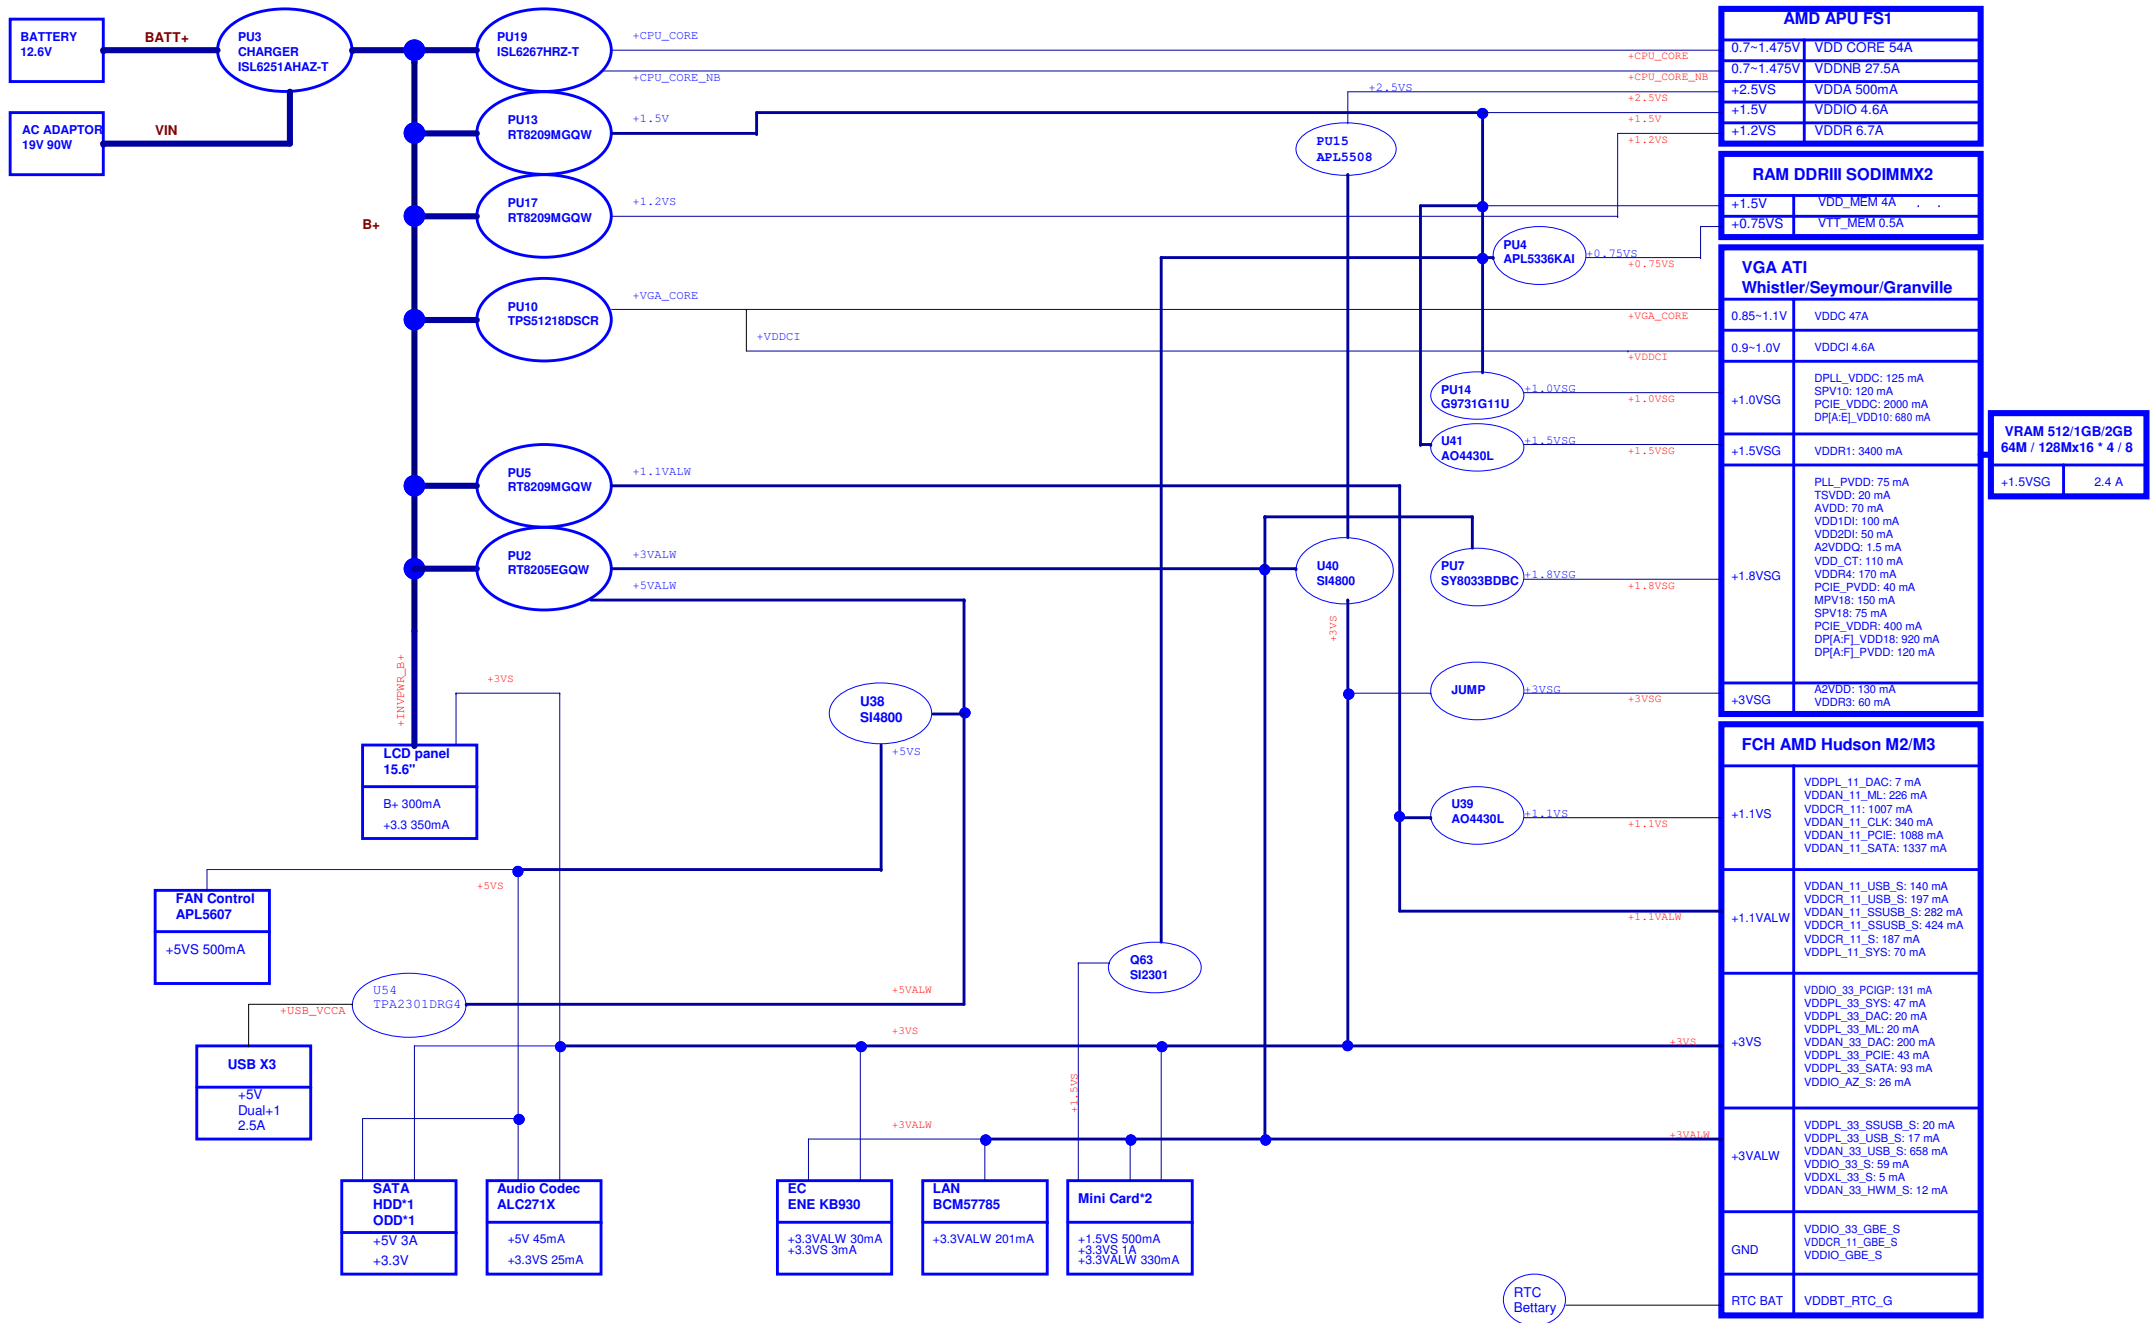 BATTERY
12.6V
BATT+
PU3
CHARGER
ISL6251AHAZ-T
AC ADAPTOR
19V 90W
VIN
B+
PU19
ISL6267HRZ-T
+CPU_CORE
+CPU_CORE_NB
PU13
RT8209MGQW
+1.5V
PU17
RT8209MGQW
+1.2VS
PU10
TPS51218DSCR
+VGA_CORE
+VDDCI
PU5
RT8209MGQW
+1.1VALW
PU2
RT8205EGQW
+3VALW
+5VALW
+2.5VS
PU15
APL5508
PU4
APL5336KAI
+0.75VS
+0.75VS
PU14
G9731G11U
+1.0VSG
+1.0VSG
U41
AO4430L
+1.5VSG
+1.5VSG
U40
SI4800
+3VS
PU7
SY8033BDBC
+1.8VSG
+1.8VSG
JUMP
+3VSG
+3VSG
U39
AO4430L
+1.1VS
+1.1VS
+1.1VALW
+CPU_CORE
+CPU_CORE_NB
+2.5VS
+1.5V
+1.2VS
+VGA_CORE
+VDDCI
AMD APU FS1
0.7~1.475V VDD CORE 54A
0.7~1.475V VDDNB 27.5A
+2.5VS VDDA 500mA
+1.5V VDDIO 4.6A
+1.2VS VDDR 6.7A
RAM DDRIII SODIMMX2
+1.5V VDD_MEM 4A . .
+0.75VS VTT_MEM 0.5A
VGA ATI
Whistler/Seymour/Granville
0.85~1.1V VDDC 47A
0.9~1.0V VDDCI 4.6A
+1.0VSG
DPLL_VDDC: 125 mA
SPV10: 120 mA
PCIE_VDDC: 2000 mA
DP[A:E]_VDD10: 680 mA
+1.5VSG VDDR1: 3400 mA
+1.8VSG
PLL_PVDD: 75 mA
TSVDD: 20 mA
AVDD: 70 mA
VDD1DI: 100 mA
VDD2DI: 50 mA
A2VDDQ: 1.5 mA
VDD_CT: 110 mA
VDDR4: 170 mA
PCIE_PVDD: 40 mA
MPV18: 150 mA
SPV18: 75 mA
PCIE_VDDR: 400 mA
DP[A:F]_VDD18: 920 mA
DP[A:F]_PVDD: 120 mA
+3VSG
A2VDD: 130 mA
VDDR3: 60 mA
VRAM 512/1GB/2GB
64M / 128Mx16 * 4 / 8
+1.5VSG 2.4 A
FCH AMD Hudson M2/M3
+1.1VS
VDDPL_11_DAC: 7 mA
VDDAN_11_ML: 226 mA
VDDCR_11: 1007 mA
VDDAN_11_CLK: 340 mA
VDDAN_11_PCIE: 1088 mA
VDDAN_11_SATA: 1337 mA
+1.1VALW
VDDAN_11_USB_S: 140 mA
VDDCR_11_USB_S: 197 mA
VDDAN_11_SSUSB_S: 282 mA
VDDCR_11_SSUSB_S: 424 mA
VDDCR_11_S: 187 mA
VDDPL_11_SYS: 70 mA
+3VS
VDDIO_33_PCIGP: 131 mA
VDDPL_33_SYS: 47 mA
VDDPL_33_DAC: 20 mA
VDDPL_33_ML: 20 mA
VDDAN_33_DAC: 200 mA
VDDPL_33_PCIE: 43 mA
VDDPL_33_SATA: 93 mA
VDDIO_AZ_S: 26 mA
+3VALW
VDDPL_33_SSUSB_S: 20 mA
VDDPL_33_USB_S: 17 mA
VDDAN_33_USB_S: 658 mA
VDDIO_33_S: 59 mA
VDDXL_33_S: 5 mA
VDDAN_33_HWM_S: 12 mA
GND
VDDIO_33_GBE_S
VDDCR_11_GBE_S
VDDIO_GBE_S
RTC BAT VDDBT_RTC_G
RTC
Bettary
+INVPWR_B+
+3VS
LCD panel
15.6"
B+ 300mA
+3.3 350mA
U38
SI4800
+5VS
+5VS
FAN Control
APL5607
+5VS 500mA
U54
TPA2301DRG4
+USB_VCCA
+5VALW
USB X3
+5V
Dual+1
2.5A
+3VS
+3VS
Q63
SI2301
+1.5VS
+3VALW
+3VALW
SATA
HDD*1
ODD*1
+5V 3A
+3.3V
Audio Codec
ALC271X
+5V 45mA
+3.3VS 25mA
EC
ENE KB930
+3.3VALW 30mA
+3.3VS 3mA
LAN
BCM57785
+3.3VALW 201mA
Mini Card*2
+1.5VS 500mA
+3.3VS 1A
+3.3VALW 330mA